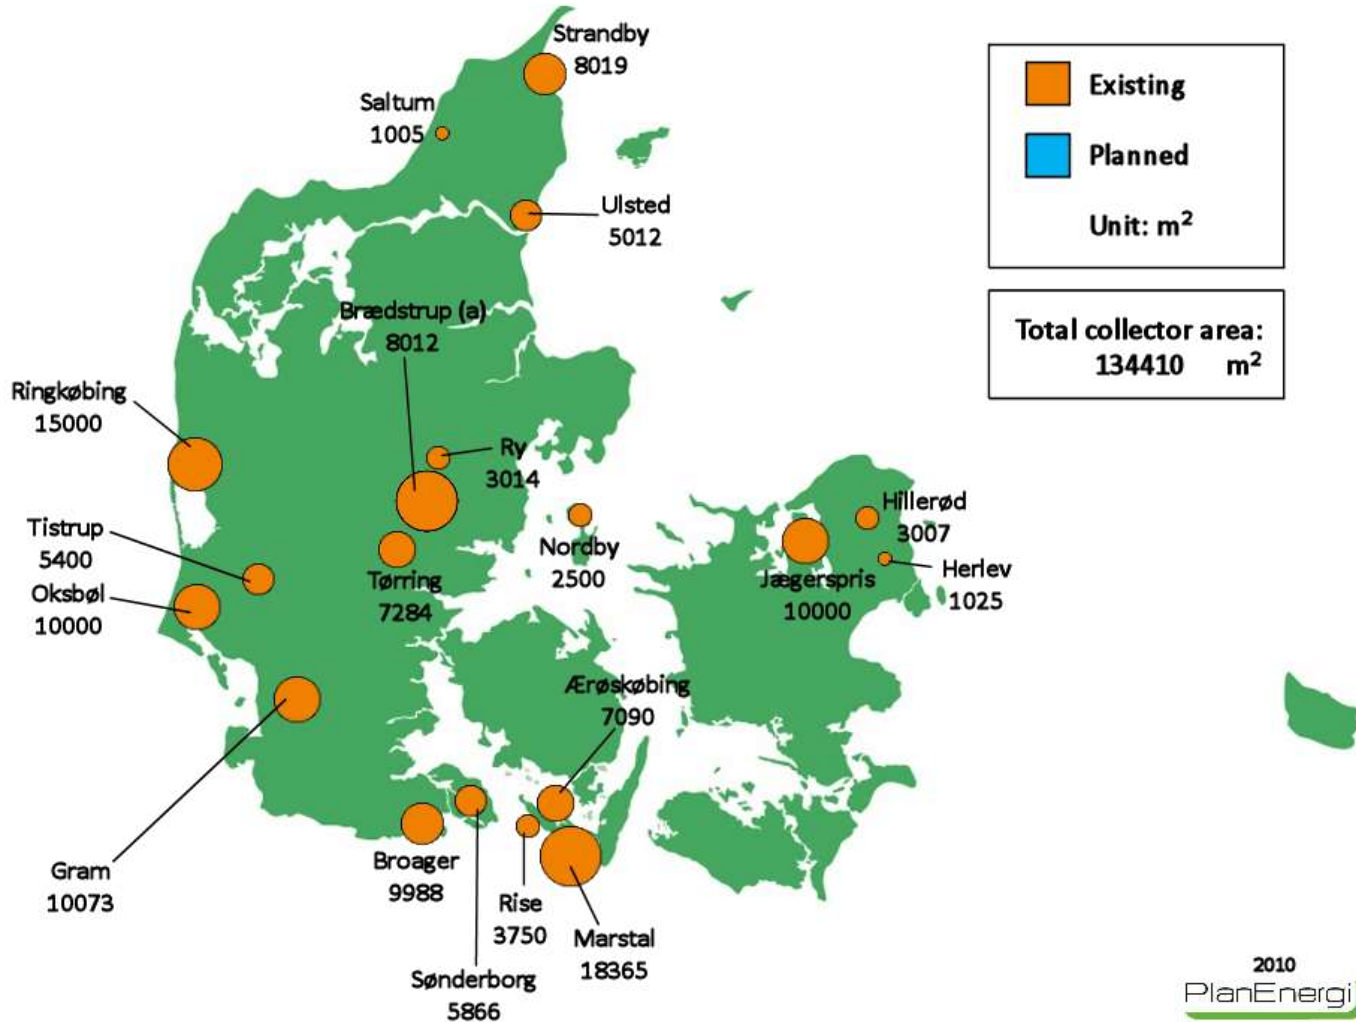 Strandby
8019
Saltum
1005
Ulsted
5012
Brædstrup (a)
8012
Ringkøbing
15000
Ry
3014
Tistrup
5400
Oksbøl
10000
Tørring
7284
Nordby
2500
Hillerød
3007
Jægerspris
10000
Herlev
1025
Ærøskøbing
7090
Gram
10073
Broager
9988
Rise
3750
Marstal
18365
Sønderborg
5866
Existing
Planned
Unit: m²
Total collector area:
134410 m²
2010
PlanEnergi